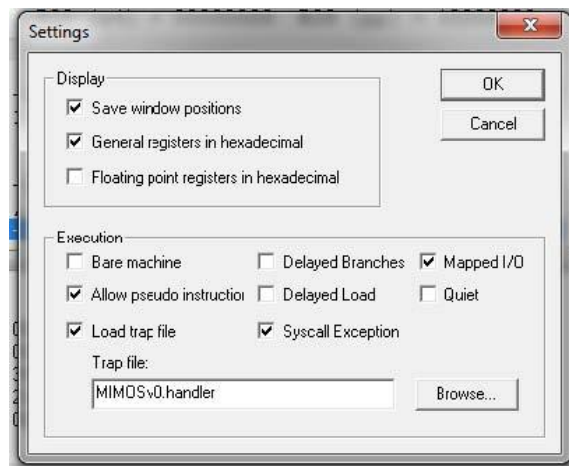 Settings
Display
Save window positions
General registers in hexadecimal
Floating point registers in hexadecimal
OK
Cancel
Execution
Bare machine
Delayed Branches
Mapped I/O
Allow pseudo instruction
Delayed Load
Quiet
Load trap file
Syscall Exception
Trap file:
MIMOSv0.handler
Browse...